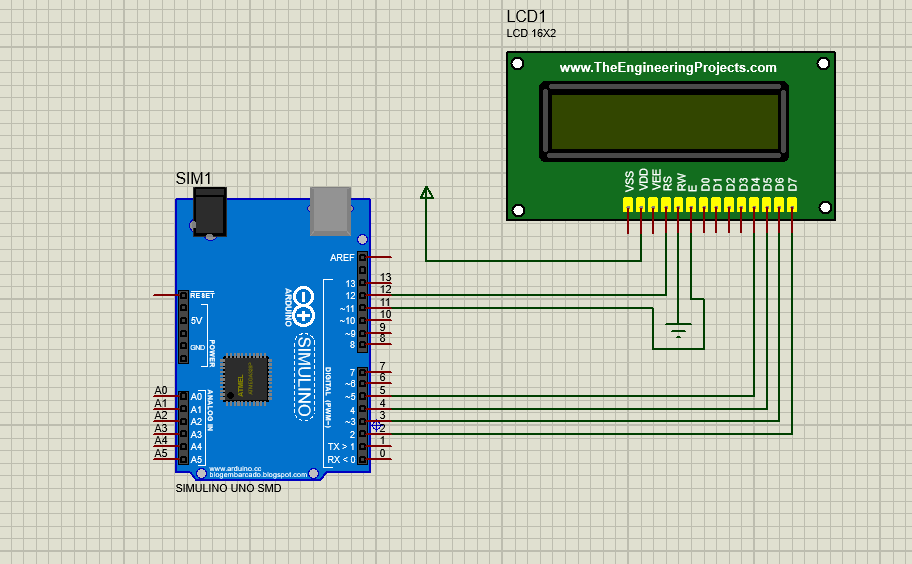 LCD1
LCD 16X2
www.TheEngineeringProjects.com
VSS
VDD
VEE
RS
RW
E
D0
D1
D2
D3
D4
D5
D6
D7
SIM1
AREF
13 13
12 12
~11 11
~10 10
~9 9
8 8
7 7
~6 6
~5 5
4 4
~3 3
2 2
TX > 1 1
RX < 0 0
RESET
5V
GND
POWER
ARDUINO
SIMULINO
DIGITAL (PWM~)
ANALOG IN
ATMEL
A0 A0
A1 A1
A2 A2
A3 A3
A4 A4
A5 A5
www.arduino.cc
blogembarcado.blogspot.com
SIMULINO UNO SMD